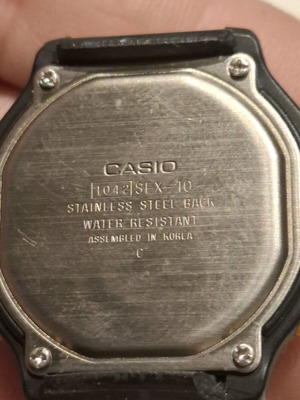 CASIO
1042 SEX-10
STAINLESS STEEL BACK
WATER RESISTANT
ASSEMBLED IN KOREA
C